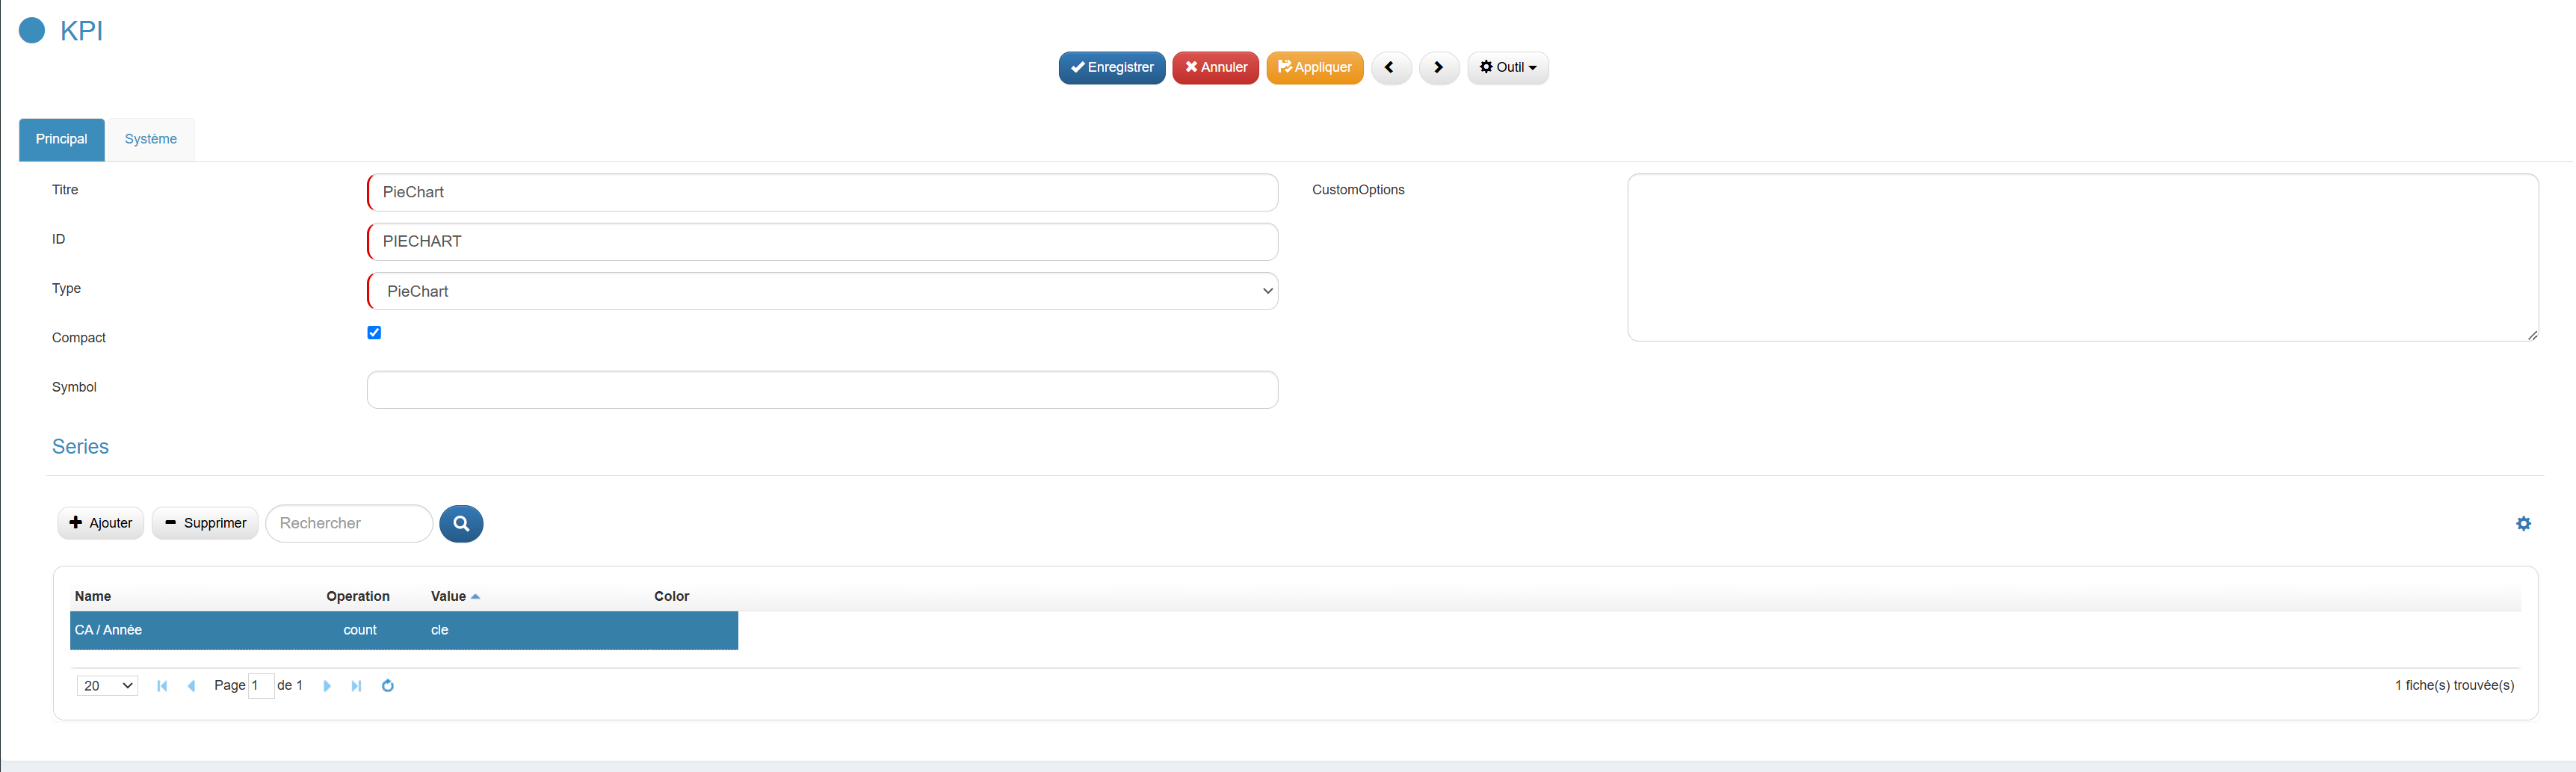 KPI
Enregistrer Annuler Appliquer Outil
Principal Système
Titre PieChart CustomOptions
ID PIECHART
Type PieChart
Compact
Symbol
Series
Ajouter Supprimer Rechercher
Name Operation Value Color
CA / Année count cle
20 Page 1 de 1 1 fiche(s) trouvée(s)